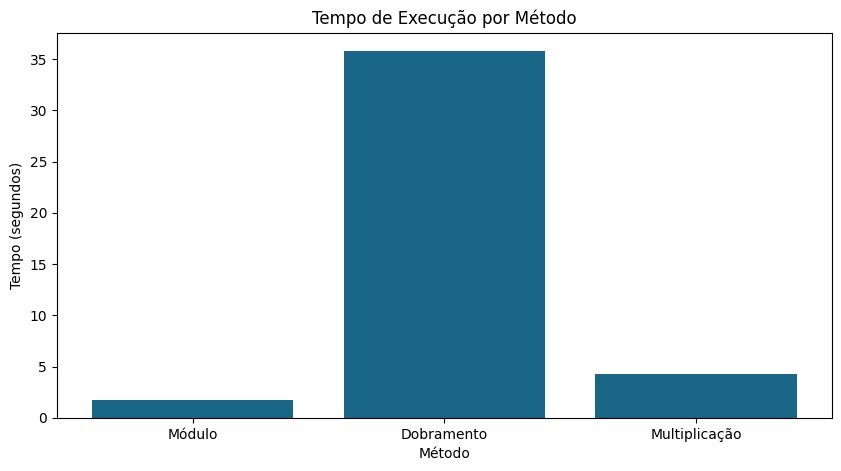 Tempo de Execução por Método
Tempo (segundos)
35
30
25
20
15
10
5
0
Módulo
Dobramento
Multiplicação
Método